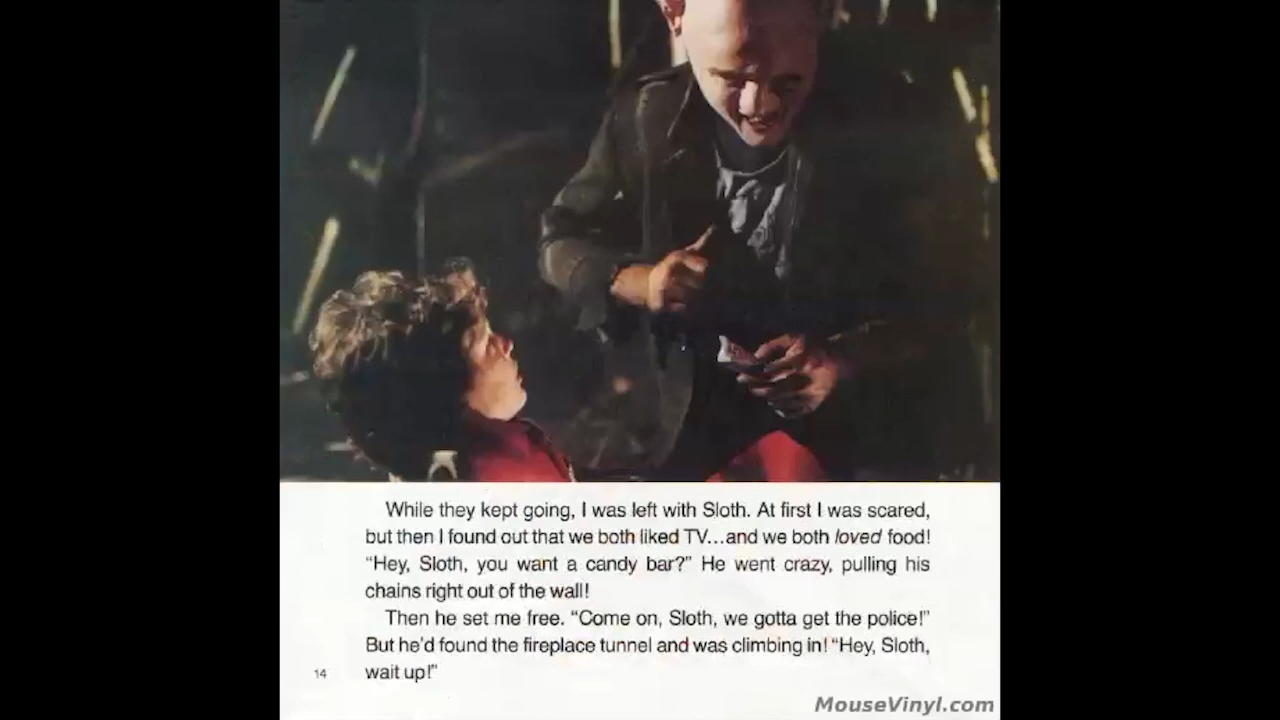 While they kept going, I was left with Sloth. At first I was scared,
but then I found out that we both liked TV...and we both loved food!
“Hey, Sloth, you want a candy bar?” He went crazy, pulling his
chains right out of the wall!
Then he set me free. “Come on, Sloth, we gotta get the police!”
But he’d found the fireplace tunnel and was climbing in! “Hey, Sloth,
wait up!”
14
MouseVinyl.com